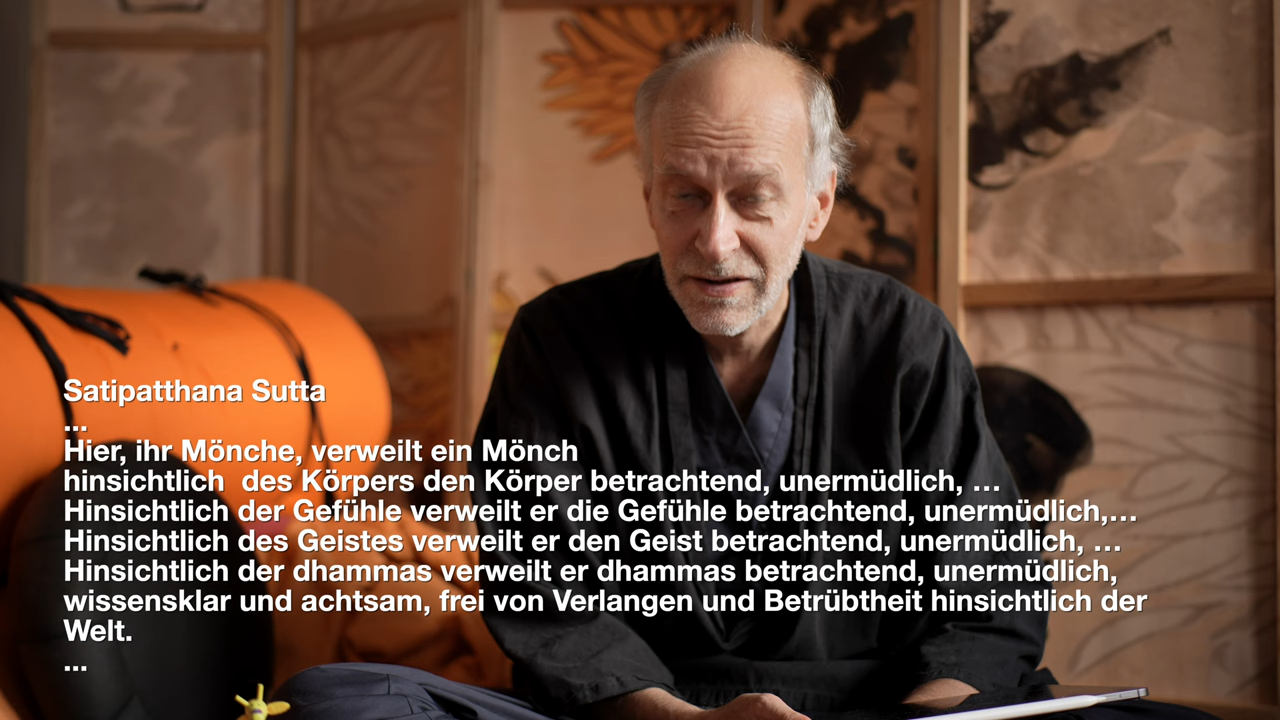 Satipatthana Sutta
...
Hier, ihr Mönche, verweilt ein Mönch
hinsichtlich  des Körpers den Körper betrachtend, unermüdlich, …
Hinsichtlich der Gefühle verweilt er die Gefühle betrachtend, unermüdlich,…
Hinsichtlich des Geistes verweilt er den Geist betrachtend, unermüdlich, …
Hinsichtlich der dhammas verweilt er dhammas betrachtend, unermüdlich,
wissensklar und achtsam, frei von Verlangen und Betrübtheit hinsichtlich der
Welt.
...